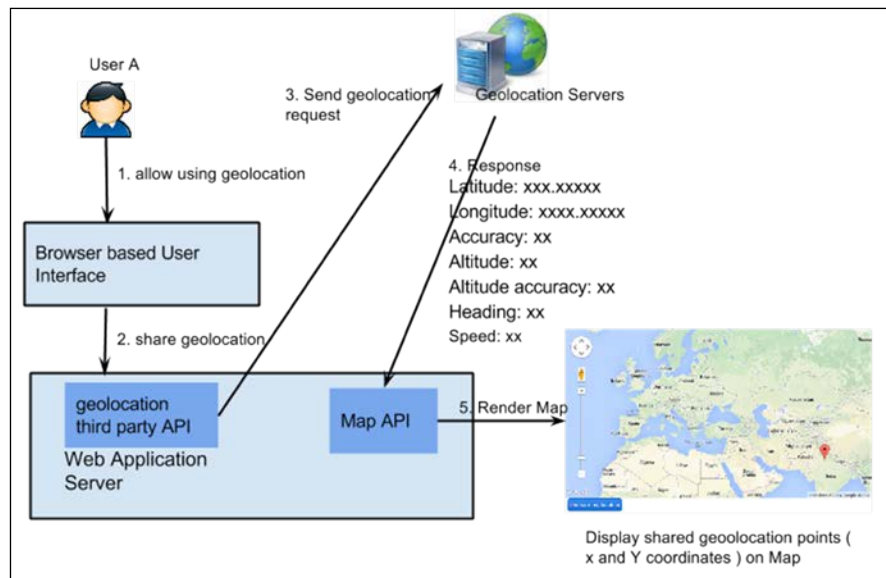 User A
1. allow using geolocation
Browser based User
Interface
2. share geolocation
geolocation
third party API
Web Application
Server
3. Send geolocation
request
Geolocation Servers
4. Response
Latitude: xxx.xxxxx
Longitude: xxxx.xxxxx
Accuracy: xx
Altitude: xx
Altitude accuracy: xx
Heading: xx
Speed: xx
Map API
5. Render Map
Display shared geoolocation points (
x and Y coordinates ) on Map